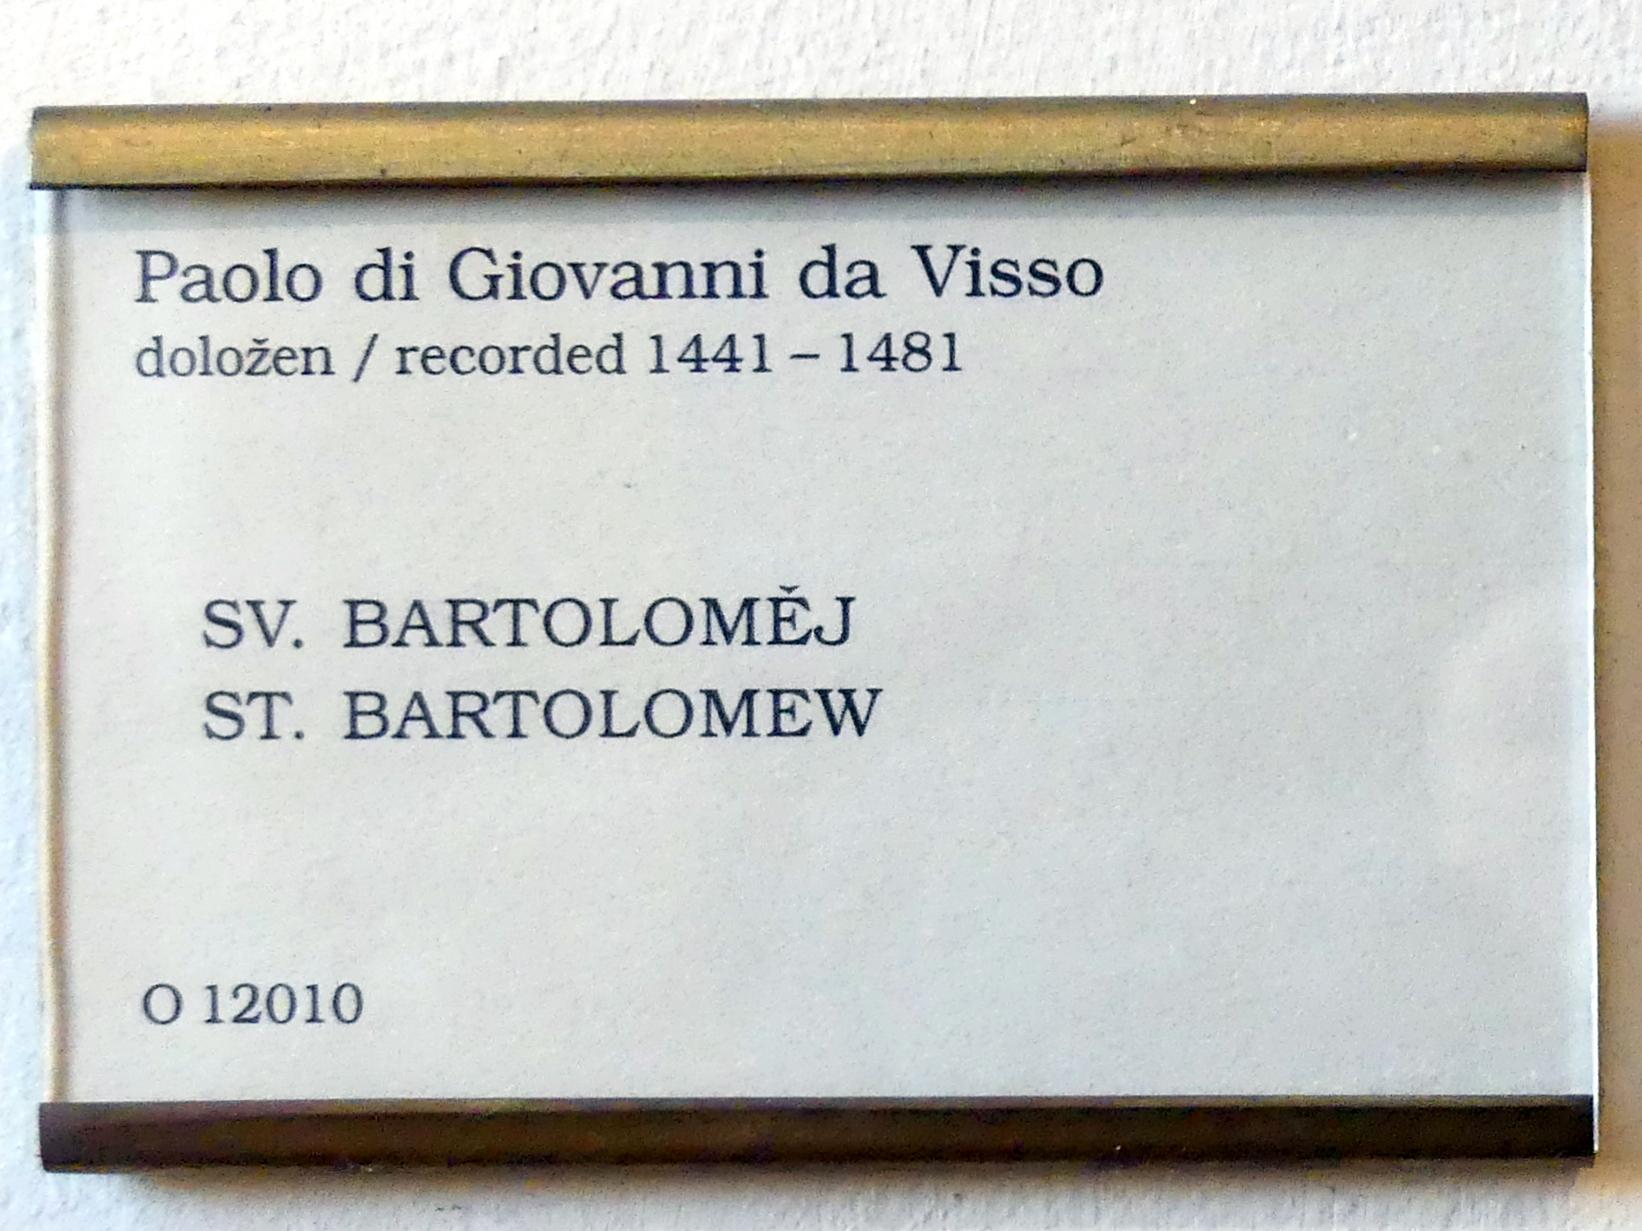 Paolo di Giovanni da Visso
doložen / recorded 1441 – 1481
SV. BARTOLOMĚJ
ST. BARTOLOMEW
O 12010